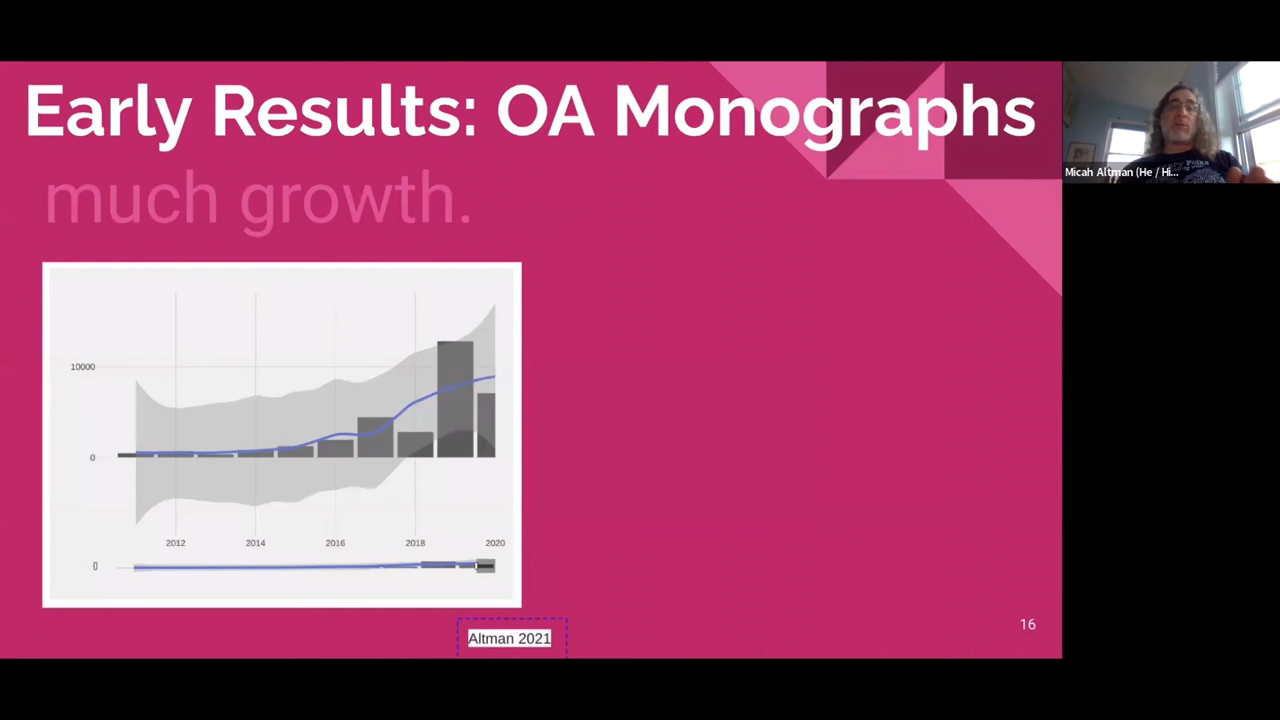 Early Results: OA Monographs
much growth.
Micah Altman (He / Hi...
10000
0
2012 2014 2016 2018 2020
0
Altman 2021
16